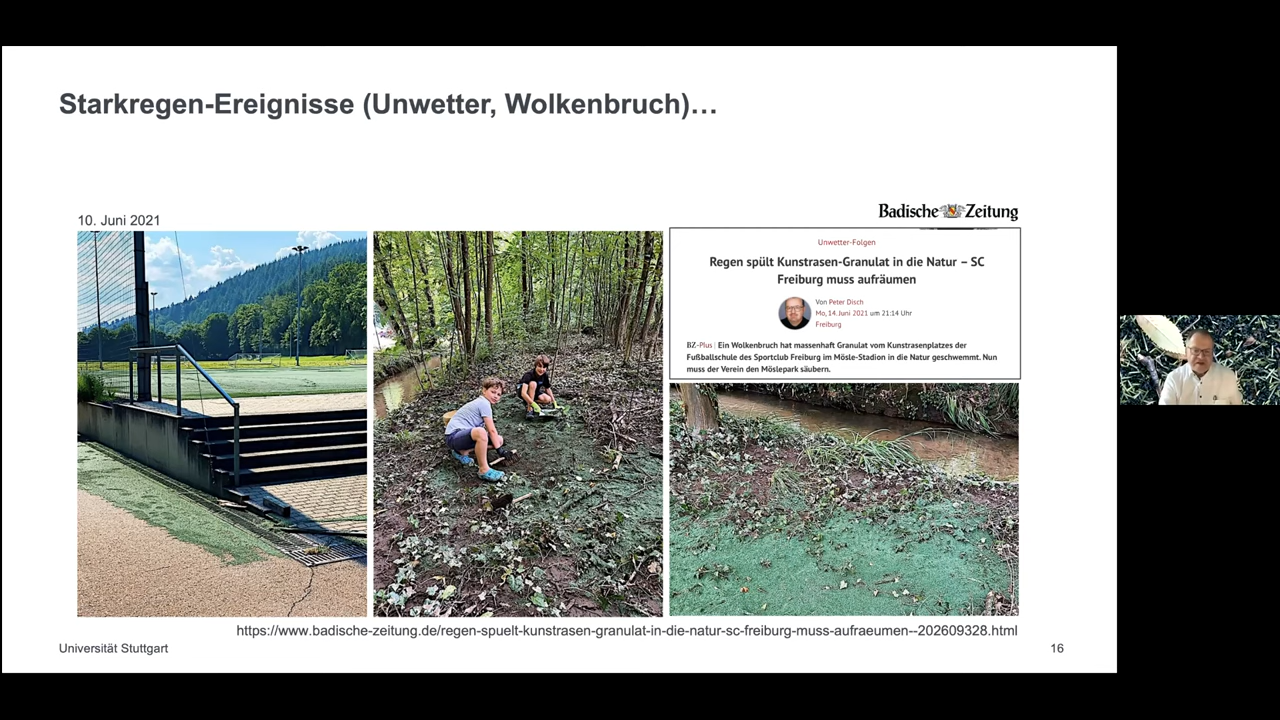 Starkregen-Ereignisse (Unwetter, Wolkenbruch)…
10. Juni 2021
Badische Zeitung
Unwetter-Folgen
Regen spült Kunstrasen-Granulat in die Natur – SC
Freiburg muss aufräumen
Von Peter Disch
Mo, 14. Juni 2021 um 21:14 Uhr
Freiburg
BZ-Plus | Ein Wolkenbruch hat massenhaft Granulat vom Kunstrasenplatzes der
Fußballschule des Sportclub Freiburg im Mösle-Stadion in die Natur geschwemmt. Nun
muss der Verein den Möslepark säubern.
https://www.badische-zeitung.de/regen-spuelt-kunstrasen-granulat-in-die-natur-sc-freiburg-muss-aufraeumen--202609328.html
Universität Stuttgart
16